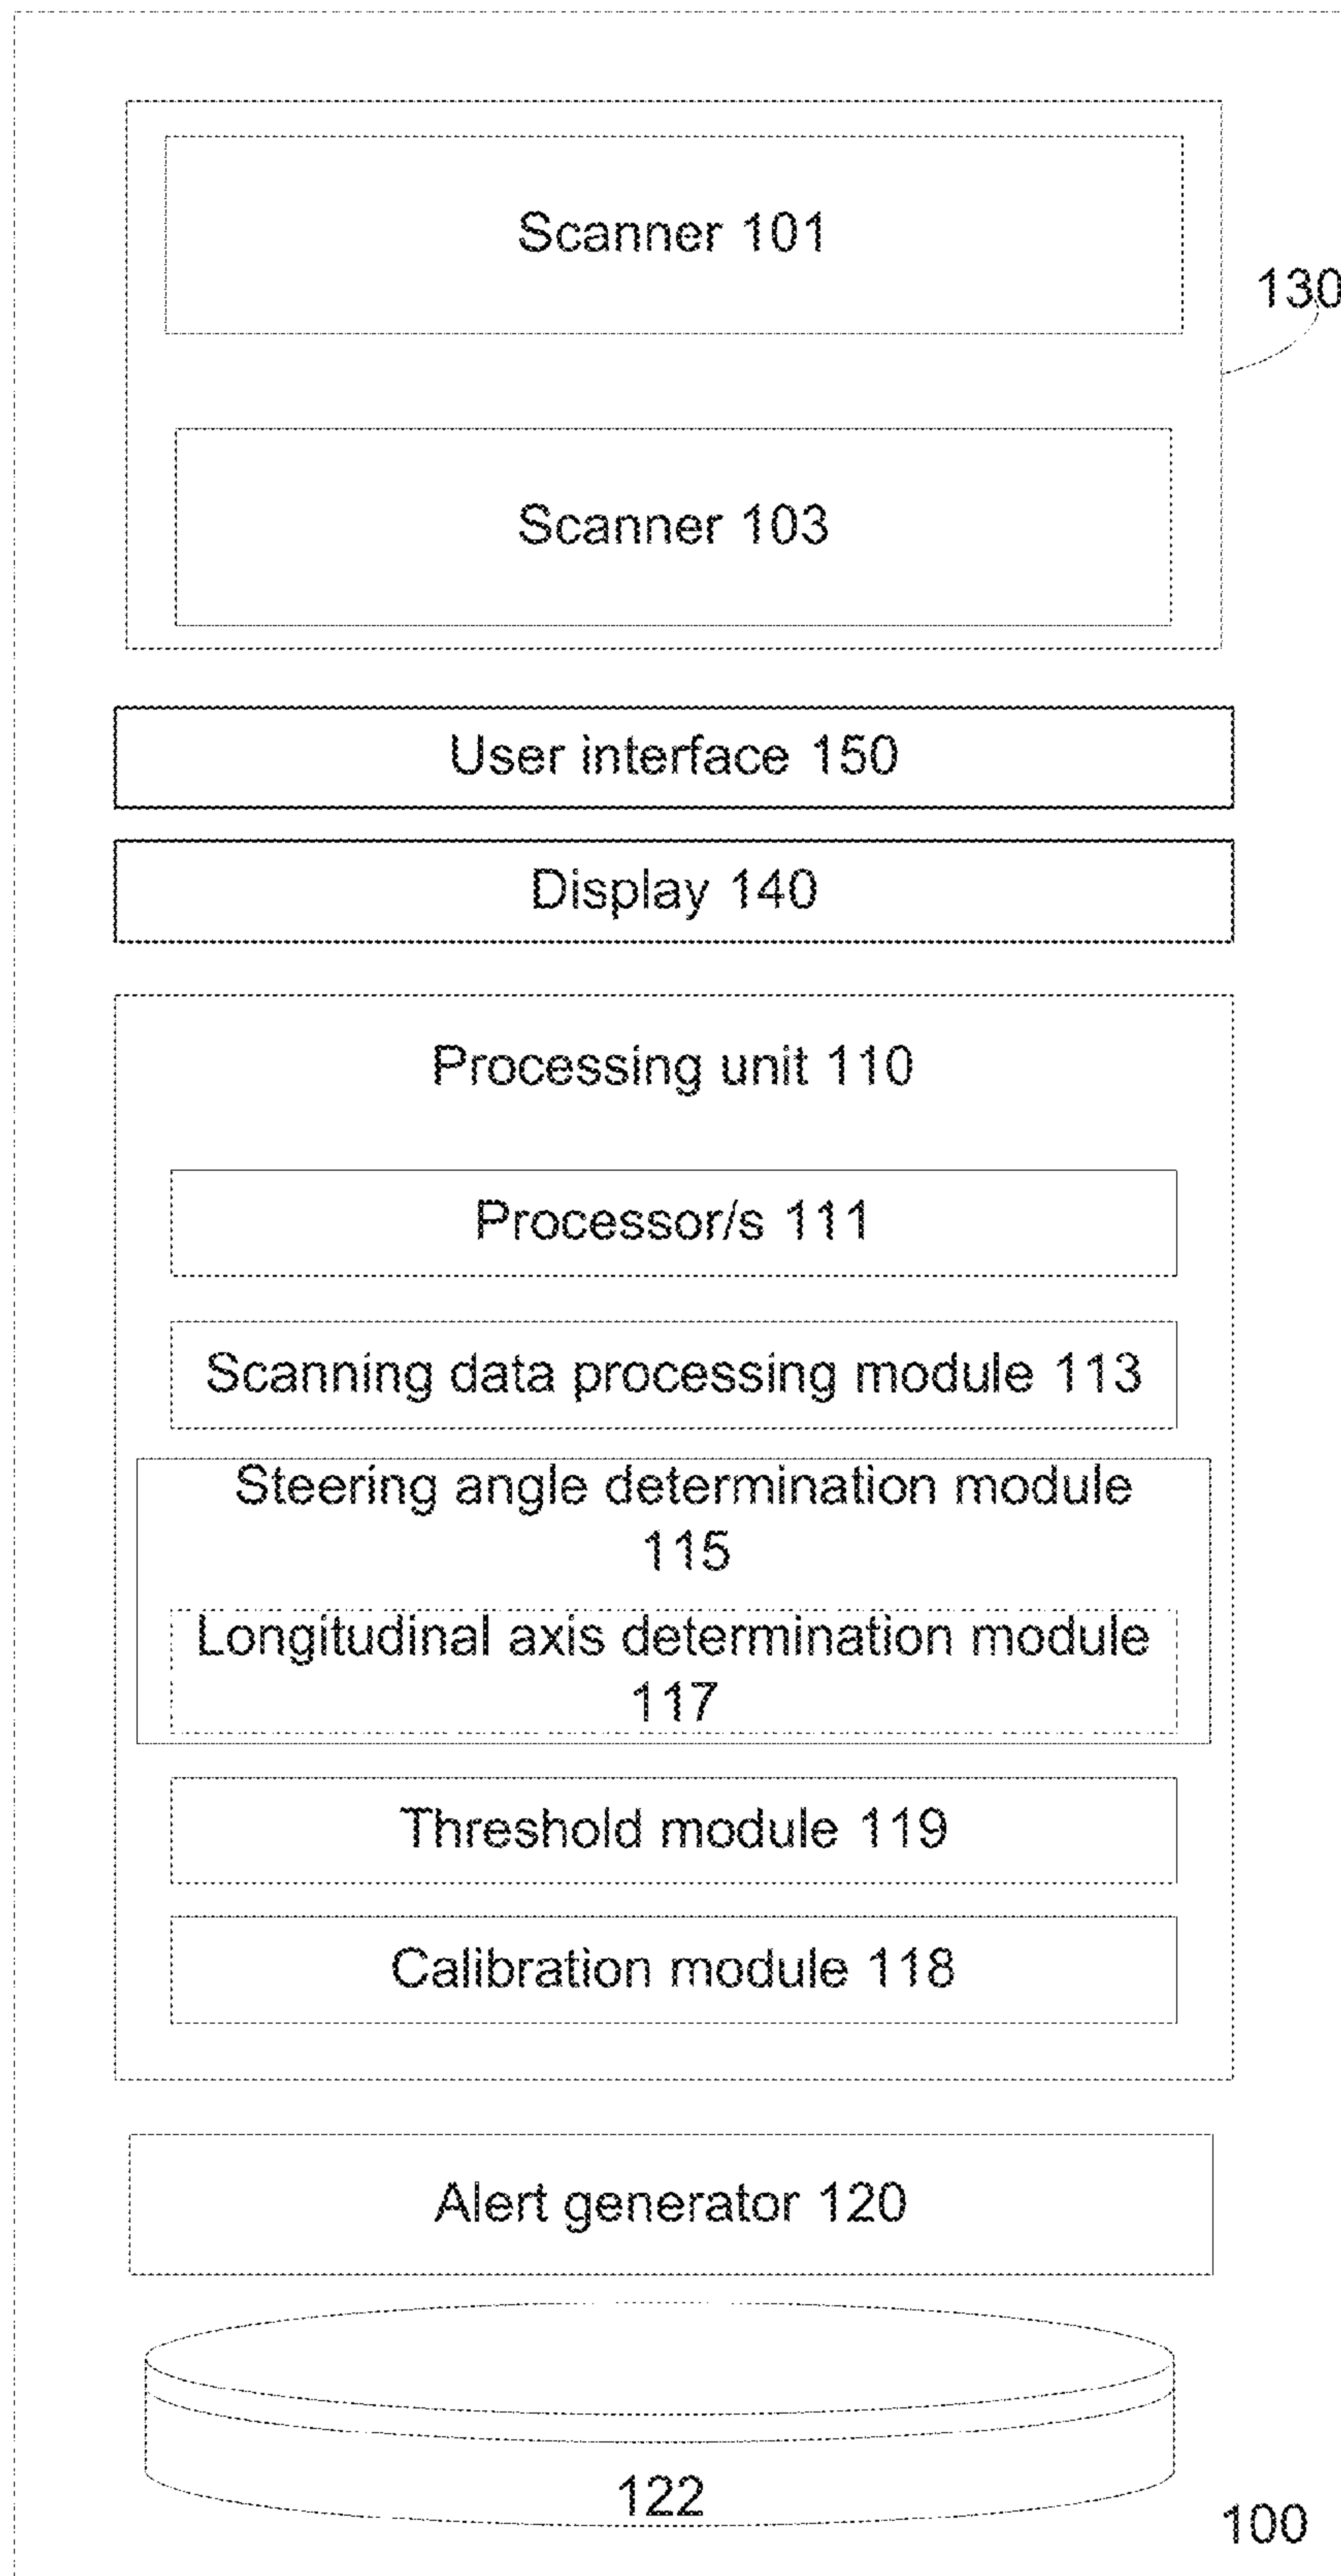 Scanner 101
130
Scanner 103
User interface 150
Display 140
Processing unit 110
Processor/s 111
Scanning data processing module 113
Steering angle determination module
115
Longitudinal axis determination module
117
Threshold module 119
Calibration module 118
Alert generator 120
122
100